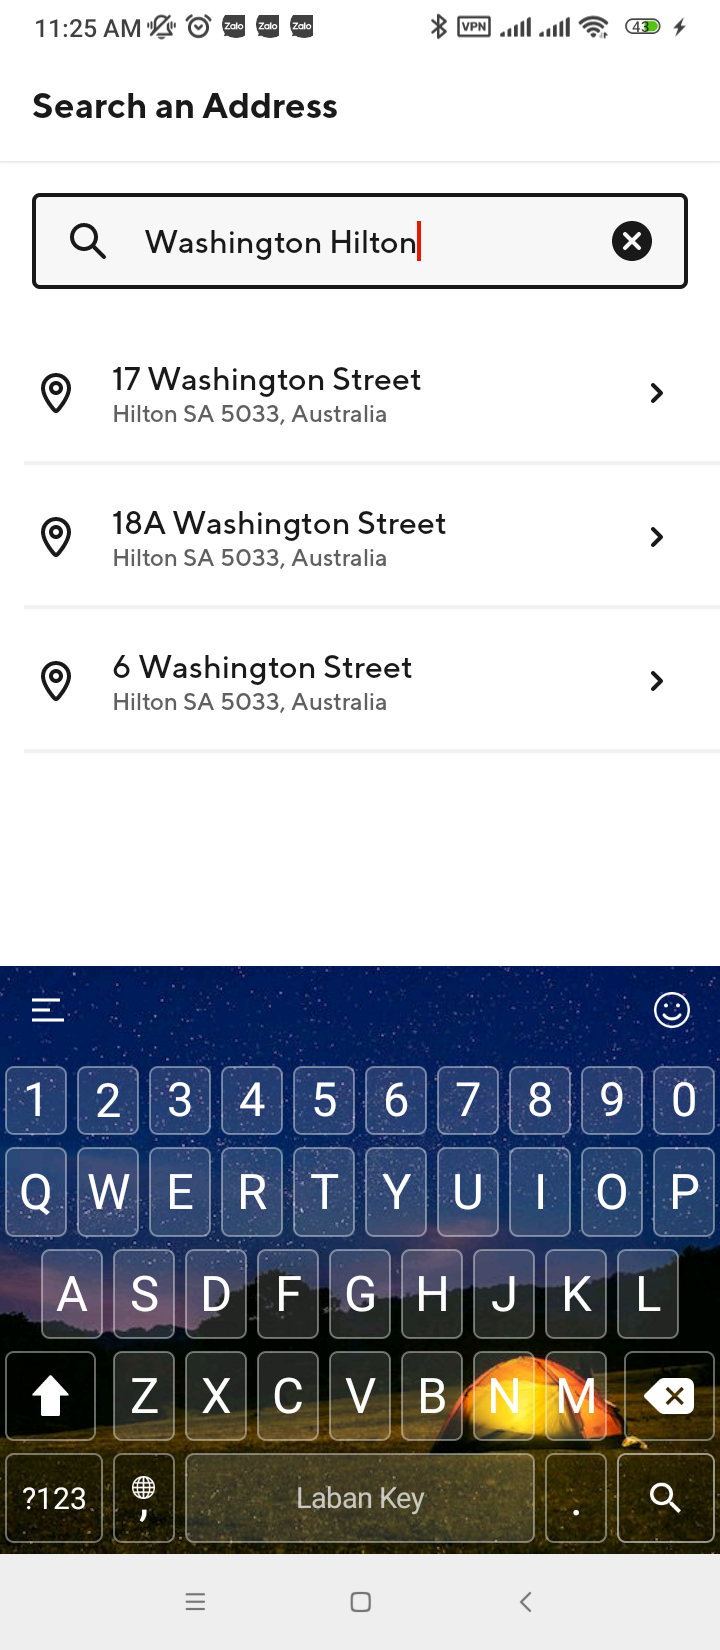 11:25 AM Zalo Zalo Zalo VPN 43
Search an Address
Washington Hilton
17 Washington Street
Hilton SA 5033, Australia
18A Washington Street
Hilton SA 5033, Australia
6 Washington Street
Hilton SA 5033, Australia
1 2 3 4 5 6 7 8 9 0
Q W E R T Y U I O P
A S D F G H J K L
Z X C V B N M
?123 , Laban Key .